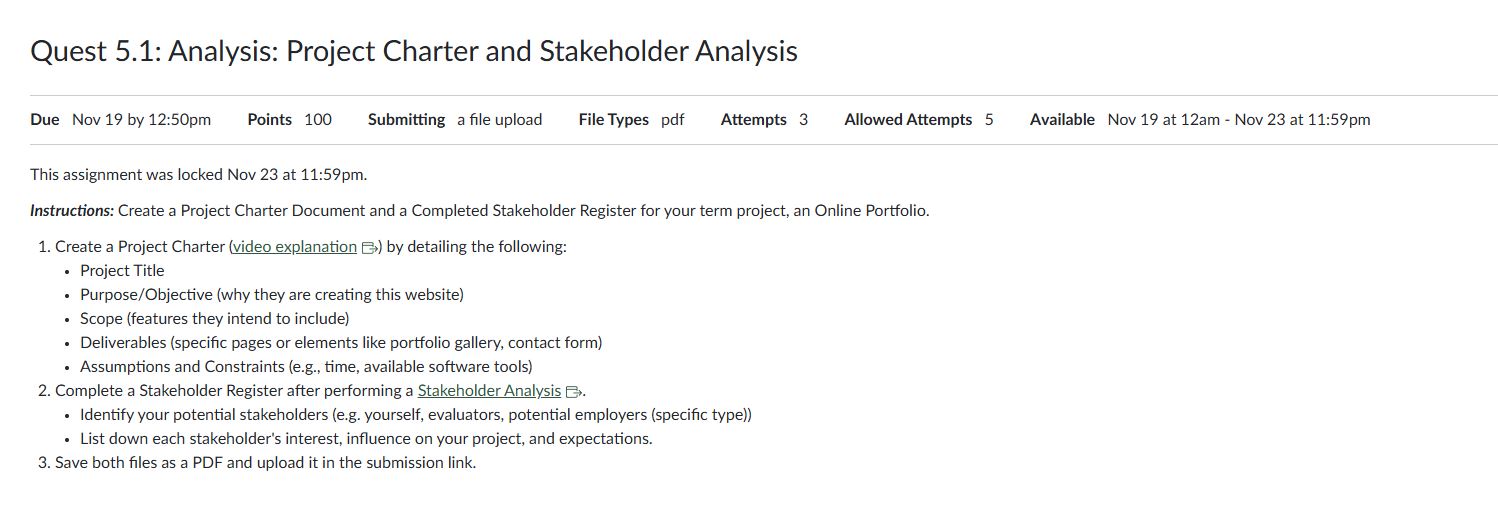 Quest 5.1: Analysis: Project Charter and Stakeholder Analysis
Due Nov 19 by 12:50pm Points 100 Submitting a file upload File Types pdf Attempts 3 Allowed Attempts 5 Available Nov 19 at 12am - Nov 23 at 11:59pm
This assignment was locked Nov 23 at 11:59pm.
Instructions: Create a Project Charter Document and a Completed Stakeholder Register for your term project, an Online Portfolio.
1. Create a Project Charter (video explanation) by detailing the following:
• Project Title
• Purpose/Objective (why they are creating this website)
• Scope (features they intend to include)
• Deliverables (specific pages or elements like portfolio gallery, contact form)
• Assumptions and Constraints (e.g., time, available software tools)
2. Complete a Stakeholder Register after performing a Stakeholder Analysis.
• Identify your potential stakeholders (e.g. yourself, evaluators, potential employers (specific type))
• List down each stakeholder's interest, influence on your project, and expectations.
3. Save both files as a PDF and upload it in the submission link.